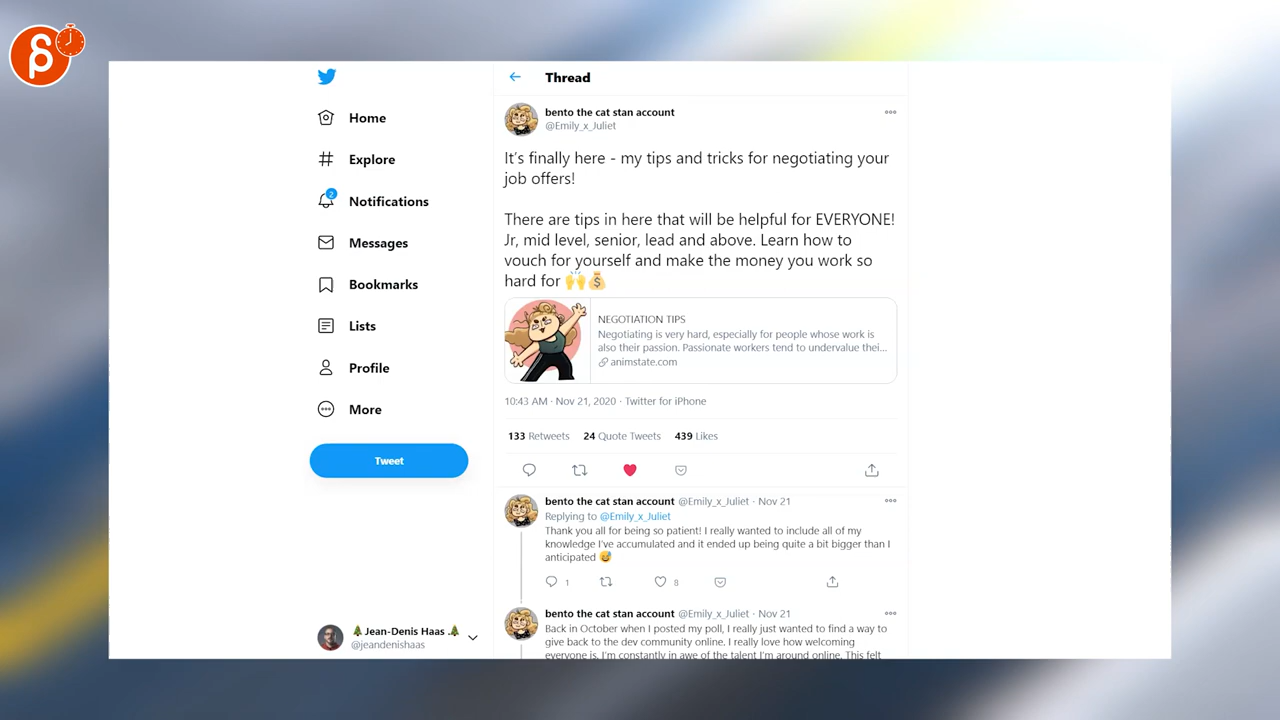 Thread
bento the cat stan account
@Emily_x_Juliet
It's finally here - my tips and tricks for negotiating your
job offers!
There are tips in here that will be helpful for EVERYONE!
Jr, mid level, senior, lead and above. Learn how to
vouch for yourself and make the money you work so
hard for 🙌💰
NEGOTIATION TIPS
Negotiating is very hard, especially for people whose work is
also their passion. Passionate workers tend to undervalue thei...
animstate.com
10:43 AM · Nov 21, 2020 · Twitter for iPhone
133 Retweets 24 Quote Tweets 439 Likes
bento the cat stan account @Emily_x_Juliet · Nov 21
Replying to @Emily_x_Juliet
Thank you all for being so patient! I really wanted to include all of my
knowledge I've accumulated and it ended up being quite a bit bigger than I
anticipated 😅
1 8
bento the cat stan account @Emily_x_Juliet · Nov 21
Back in October when I posted my poll, I really just wanted to find a way to
give back to the dev community online. I really love how welcoming
everyone is. I'm constantly in awe of the talent I'm around online. This felt
Home
Explore
2
Notifications
Messages
Bookmarks
Lists
Profile
More
Tweet
🎄Jean-Denis Haas🎄
@jeandenishaas